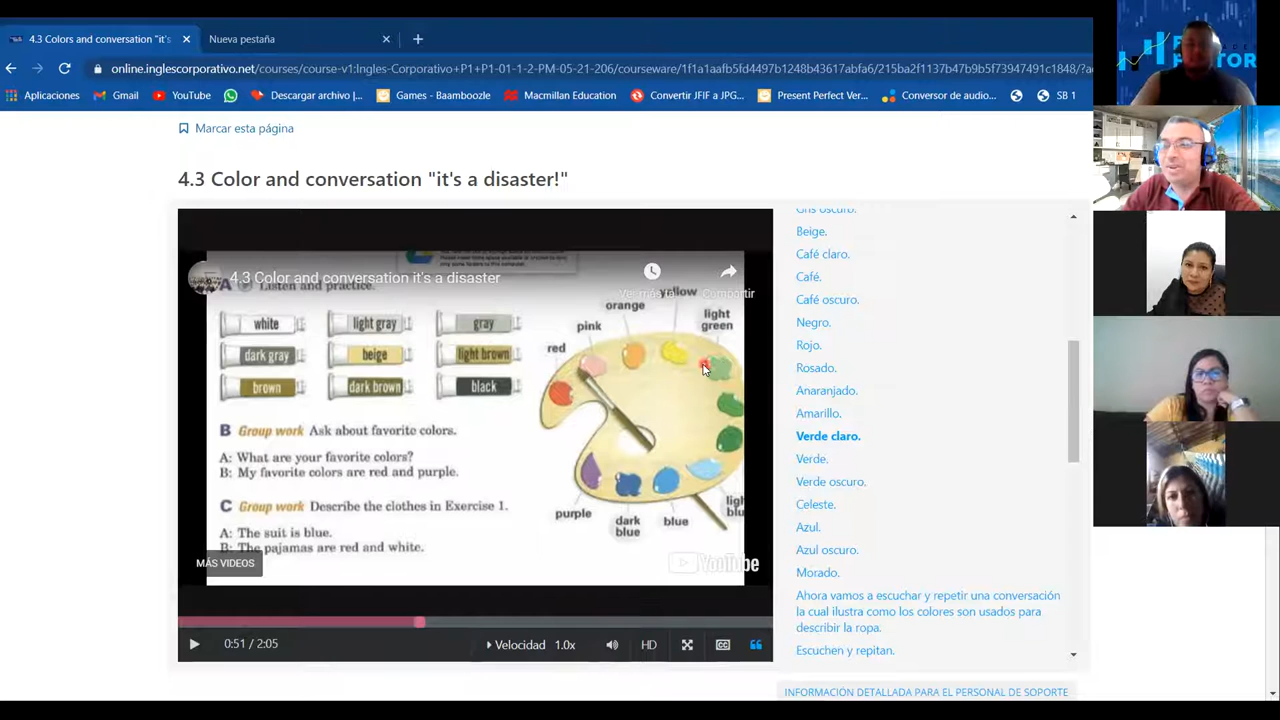 4.3 Colors and conversation "it's
Nueva pestaña
online.inglescorporativo.net/courses/course-v1:Ingles-Corporativo+P1+P1-01-1-2-PM-05-21-206/courseware/1f1a1aafb5fd4497b1248b43617abfa6/215ba2f1137b47b9b5f73947491c1848/?a
Aplicaciones
Gmail
YouTube
Descargar archivo |...
Games - Baamboozle
Macmillan Education
Convertir JFIF a JPG...
Present Perfect Ver...
Conversor de audio...
SB 1
Marcar esta página
4.3 Color and conversation "it's a disaster!"
4.3 Color and conversation it's a disaster
Listen and practice.
Compartir
white
light gray
gray
dark gray
beige
light brown
brown
dark brown
black
red
pink
orange
yellow
light
green
purple
dark
blue
blue
B Group work Ask about favorite colors.
A: What are your favorite colors?
B: My favorite colors are red and purple.
C Group work Describe the clothes in Exercise 1.
A: The suit is blue.
B: The pajamas are red and white.
MÁS VIDEOS
YouTube
0:51 / 2:05
Velocidad 1.0x
HD
CC
Gris oscuro.
Beige.
Café claro.
Café.
Café oscuro.
Negro.
Rojo.
Rosado.
Anaranjado.
Amarillo.
Verde claro.
Verde.
Verde oscuro.
Celeste.
Azul.
Azul oscuro.
Morado.
Ahora vamos a escuchar y repetir una conversación
la cual ilustra como los colores son usados para
describir la ropa.
Escuchen y repitan.
INFORMACIÓN DETALLADA PARA EL PERSONAL DE SOPORTE